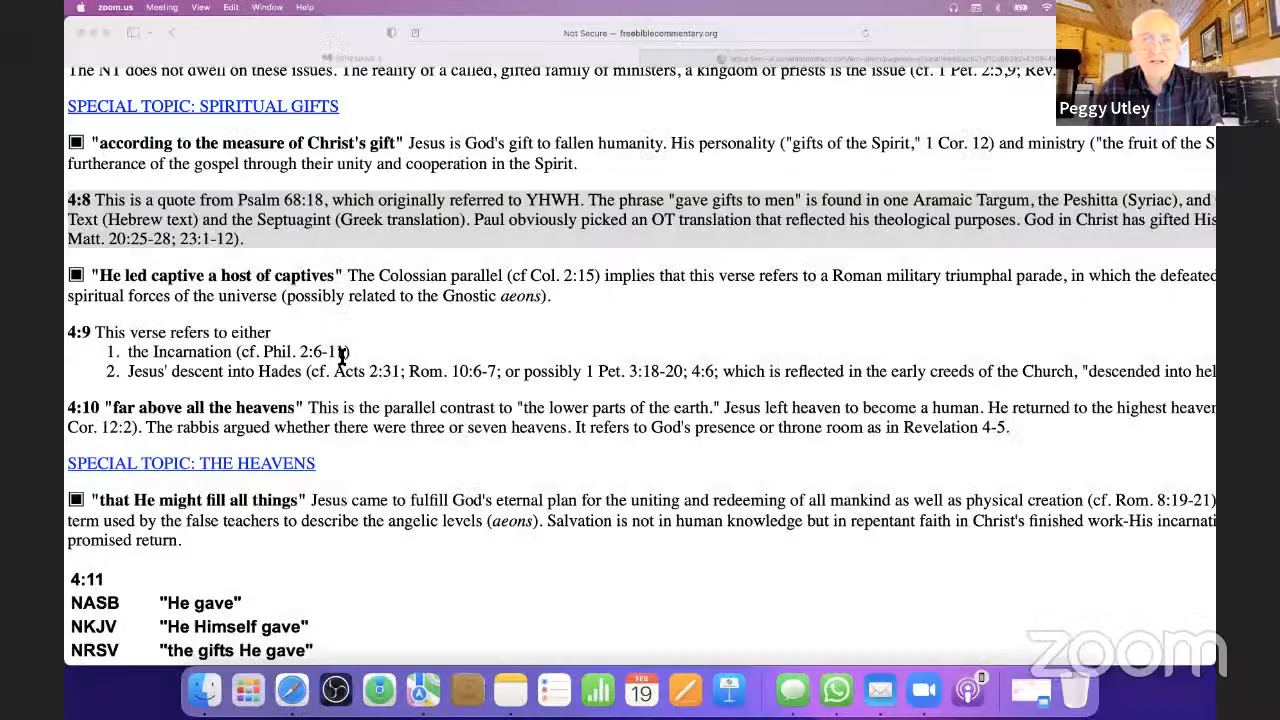 zoom.us Meeting View Edit Window Help
Not Secure — freebiblecommentary.org
EPHESIANS 4
The NT does not dwell on these issues. The reality of a called, gifted family of ministers, a kingdom of priests is the issue (cf. 1 Pet. 2:5,9; Rev.
SPECIAL TOPIC: SPIRITUAL GIFTS
"according to the measure of Christ's gift" Jesus is God's gift to fallen humanity. His personality ("gifts of the Spirit," 1 Cor. 12) and ministry ("the fruit of the S
furtherance of the gospel through their unity and cooperation in the Spirit.
4:8 This is a quote from Psalm 68:18, which originally referred to YHWH. The phrase "gave gifts to men" is found in one Aramaic Targum, the Peshitta (Syriac), and
Text (Hebrew text) and the Septuagint (Greek translation). Paul obviously picked an OT translation that reflected his theological purposes. God in Christ has gifted His
Matt. 20:25-28; 23:1-12).
"He led captive a host of captives" The Colossian parallel (cf Col. 2:15) implies that this verse refers to a Roman military triumphal parade, in which the defeated
spiritual forces of the universe (possibly related to the Gnostic aeons).
4:9 This verse refers to either
1. the Incarnation (cf. Phil. 2:6-11)
2. Jesus' descent into Hades (cf. Acts 2:31; Rom. 10:6-7; or possibly 1 Pet. 3:18-20; 4:6; which is reflected in the early creeds of the Church, "descended into hel
4:10 "far above all the heavens" This is the parallel contrast to "the lower parts of the earth." Jesus left heaven to become a human. He returned to the highest heaven
Cor. 12:2). The rabbis argued whether there were three or seven heavens. It refers to God's presence or throne room as in Revelation 4-5.
SPECIAL TOPIC: THE HEAVENS
"that He might fill all things" Jesus came to fulfill God's eternal plan for the uniting and redeeming of all mankind as well as physical creation (cf. Rom. 8:19-21)
term used by the false teachers to describe the angelic levels (aeons). Salvation is not in human knowledge but in repentant faith in Christ's finished work-His incarnati
promised return.
4:11
NASB "He gave"
NKJV "He Himself gave"
NRSV "the gifts He gave"
Peggy Utley
zoom
FEB
19